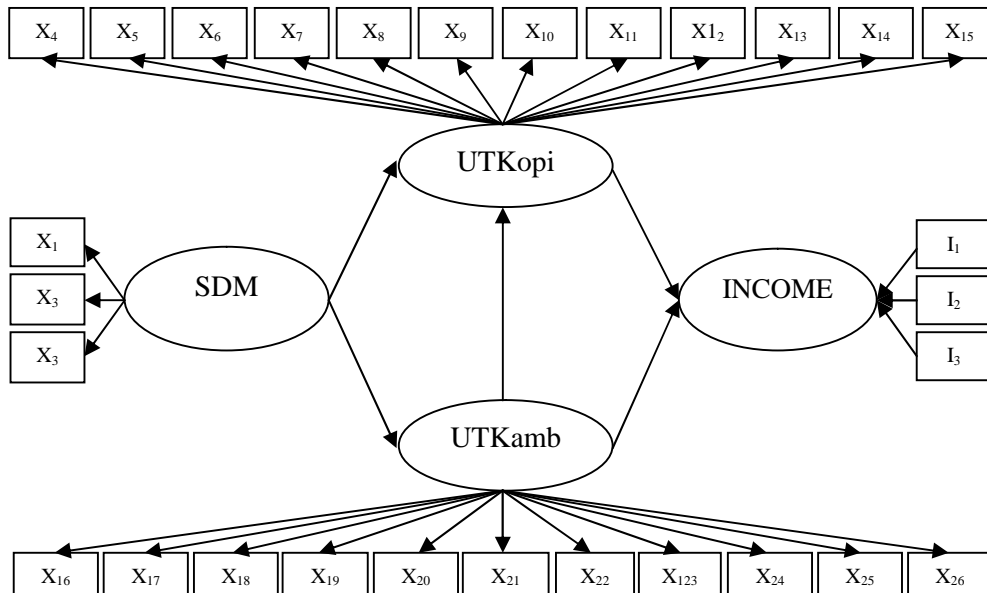 X₄ X₅ X₆ X₇ X₈ X₉ X₁₀ X₁₁ X1₂ X₁₃ X₁₄ X₁₅
UTKopi
X₁ I₁
SDM INCOME
X₃ I₂
X₃ I₃
UTKamb
X₁₆ X₁₇ X₁₈ X₁₉ X₂₀ X₂₁ X₂₂ X₁₂₃ X₂₄ X₂₅ X₂₆